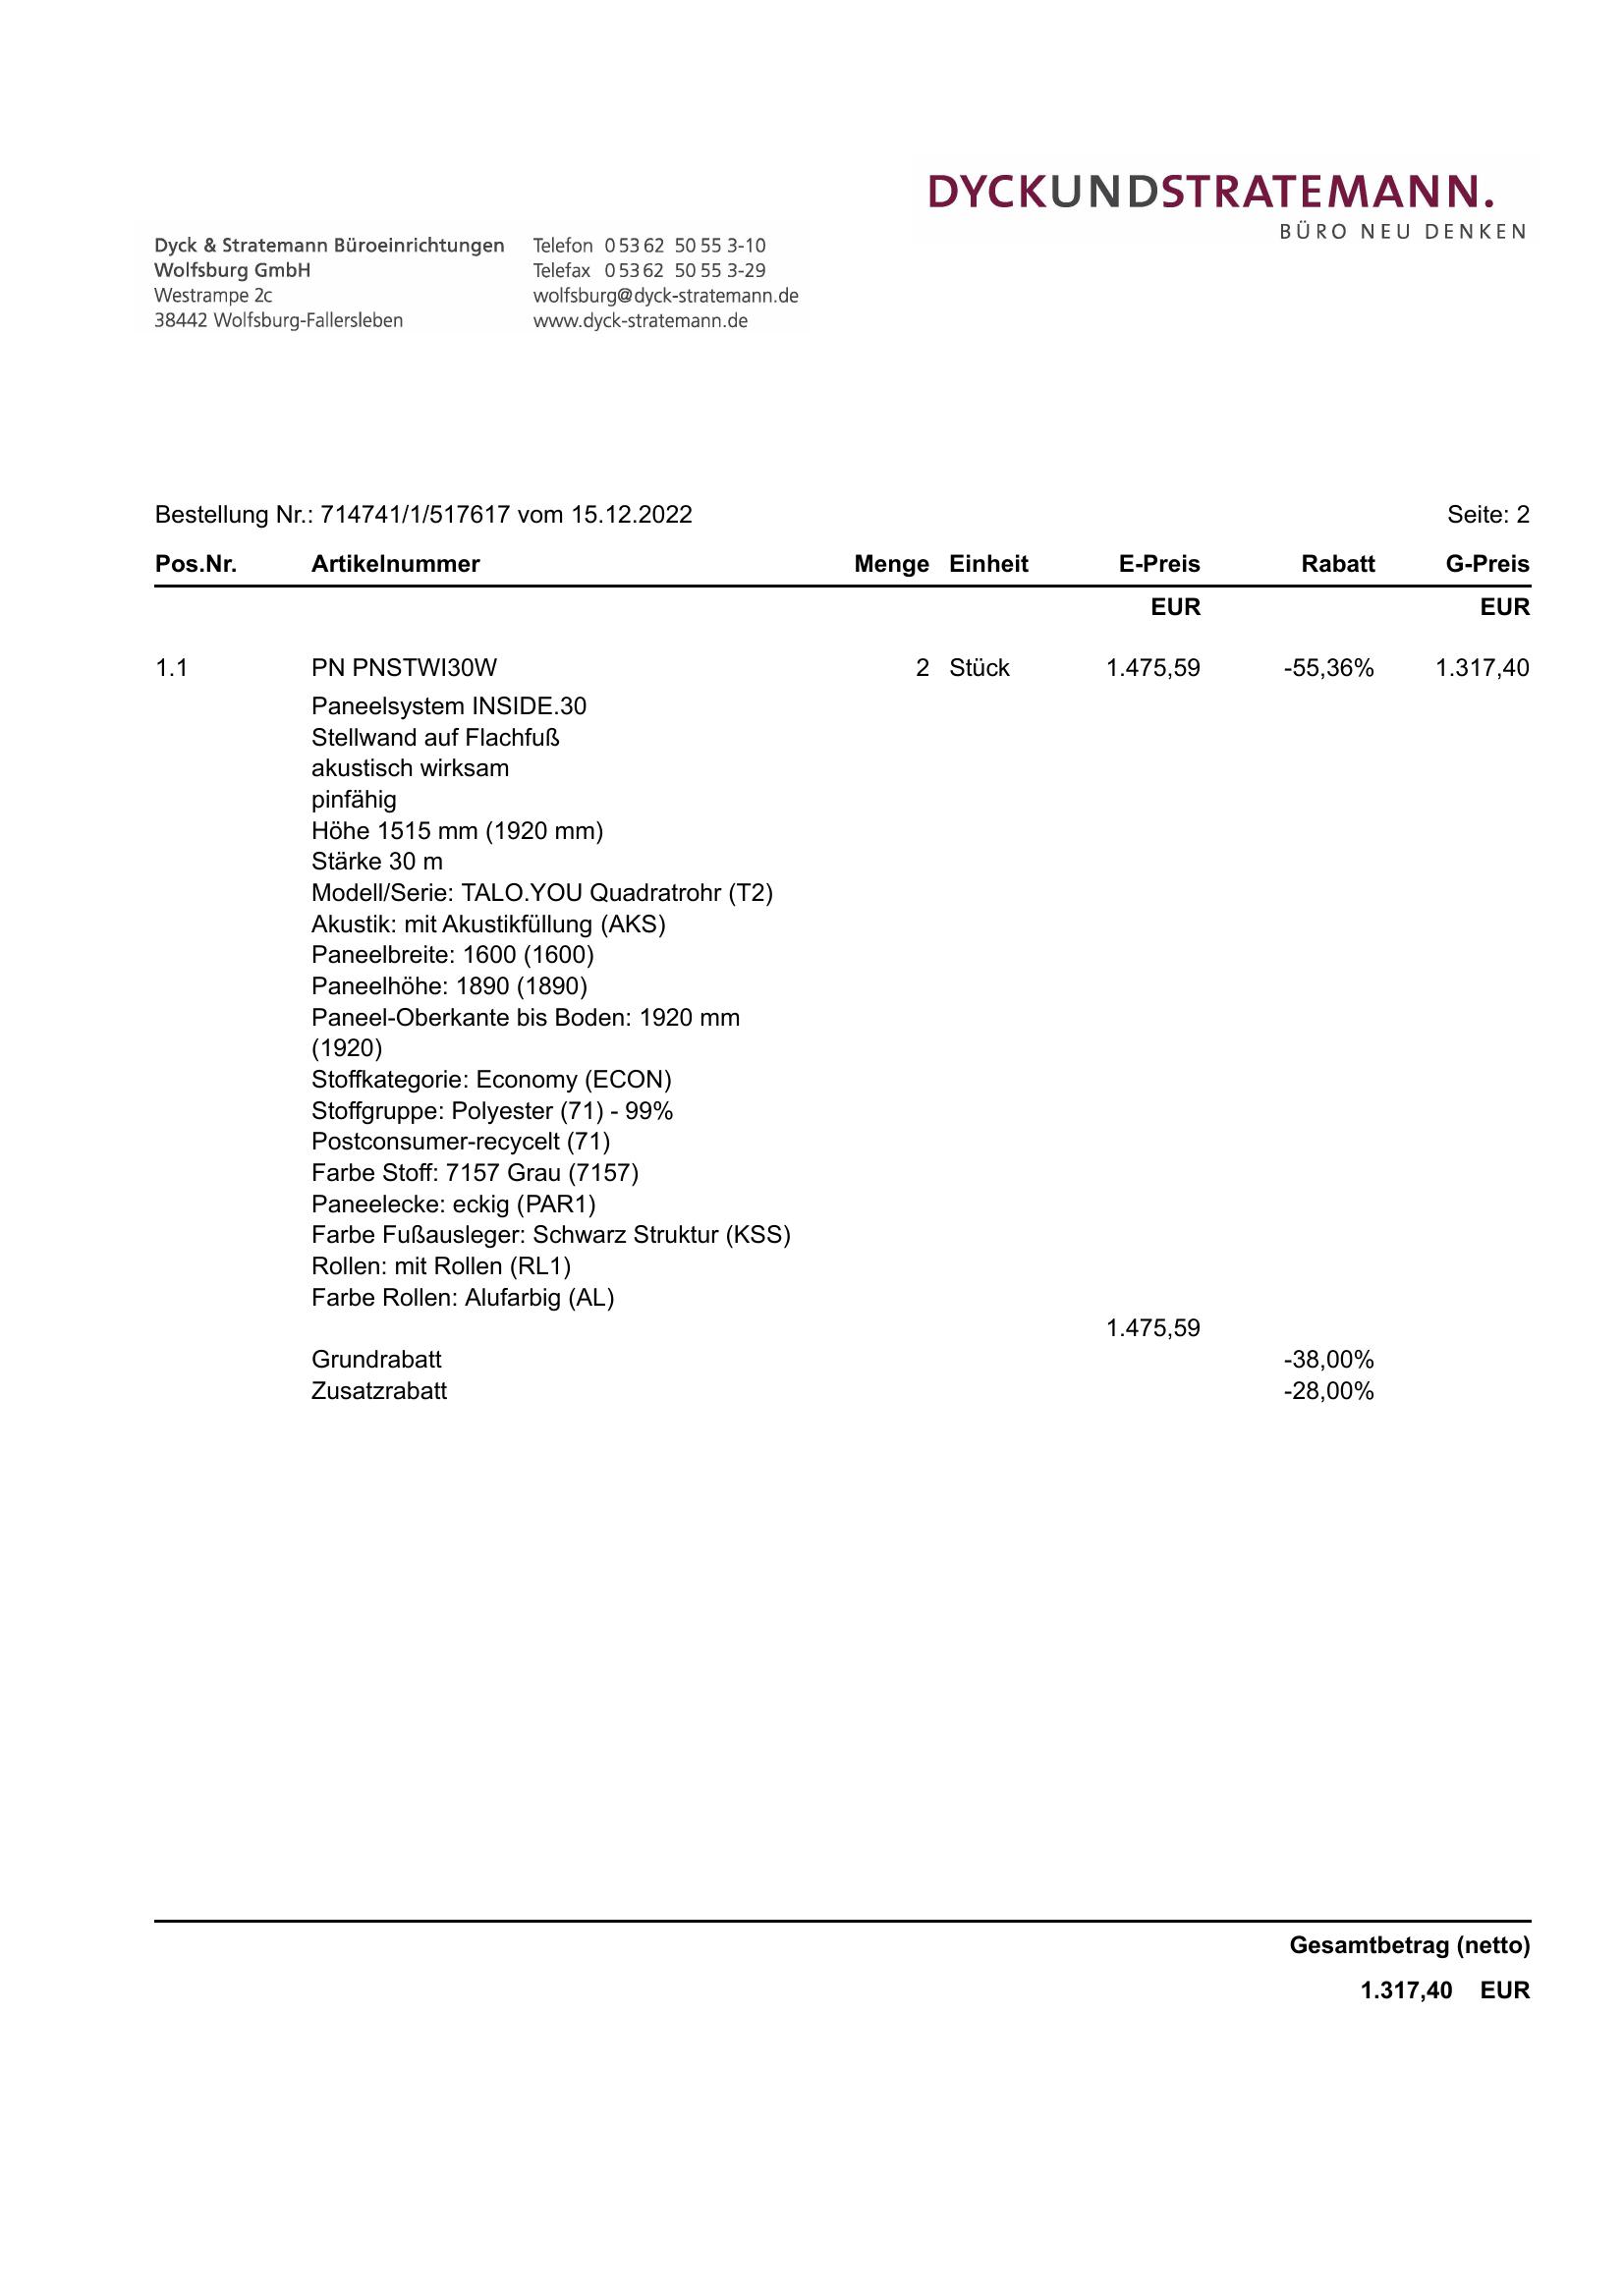 DYCKUNDSTRATEMANN.
BÜRO NEU DENKEN
Dyck & Stratemann Büroeinrichtungen Telefon 0 53 62 50 55 3-10
Wolfsburg GmbH Telefax 0 53 62 50 55 3-29
Westrampe 2c wolfsburg@dyck-stratemann.de
38442 Wolfsburg-Fallersleben www.dyck-stratemann.de
Bestellung Nr.: 714741/1/517617 vom 15.12.2022 Seite: 2
Pos.Nr. Artikelnummer Menge Einheit E-Preis Rabatt G-Preis
EUR EUR
1.1 PN PNSTWI30W 2 Stück 1.475,59 -55,36% 1.317,40
Paneelsystem INSIDE.30
Stellwand auf Flachfuß
akustisch wirksam
pinfähig
Höhe 1515 mm (1920 mm)
Stärke 30 m
Modell/Serie: TALO.YOU Quadratrohr (T2)
Akustik: mit Akustikfüllung (AKS)
Paneelbreite: 1600 (1600)
Paneelhöhe: 1890 (1890)
Paneel-Oberkante bis Boden: 1920 mm
(1920)
Stoffkategorie: Economy (ECON)
Stoffgruppe: Polyester (71) - 99%
Postconsumer-recycelt (71)
Farbe Stoff: 7157 Grau (7157)
Paneelecke: eckig (PAR1)
Farbe Fußausleger: Schwarz Struktur (KSS)
Rollen: mit Rollen (RL1)
Farbe Rollen: Alufarbig (AL)
1.475,59
Grundrabatt -38,00%
Zusatzrabatt -28,00%
Gesamtbetrag (netto)
1.317,40 EUR